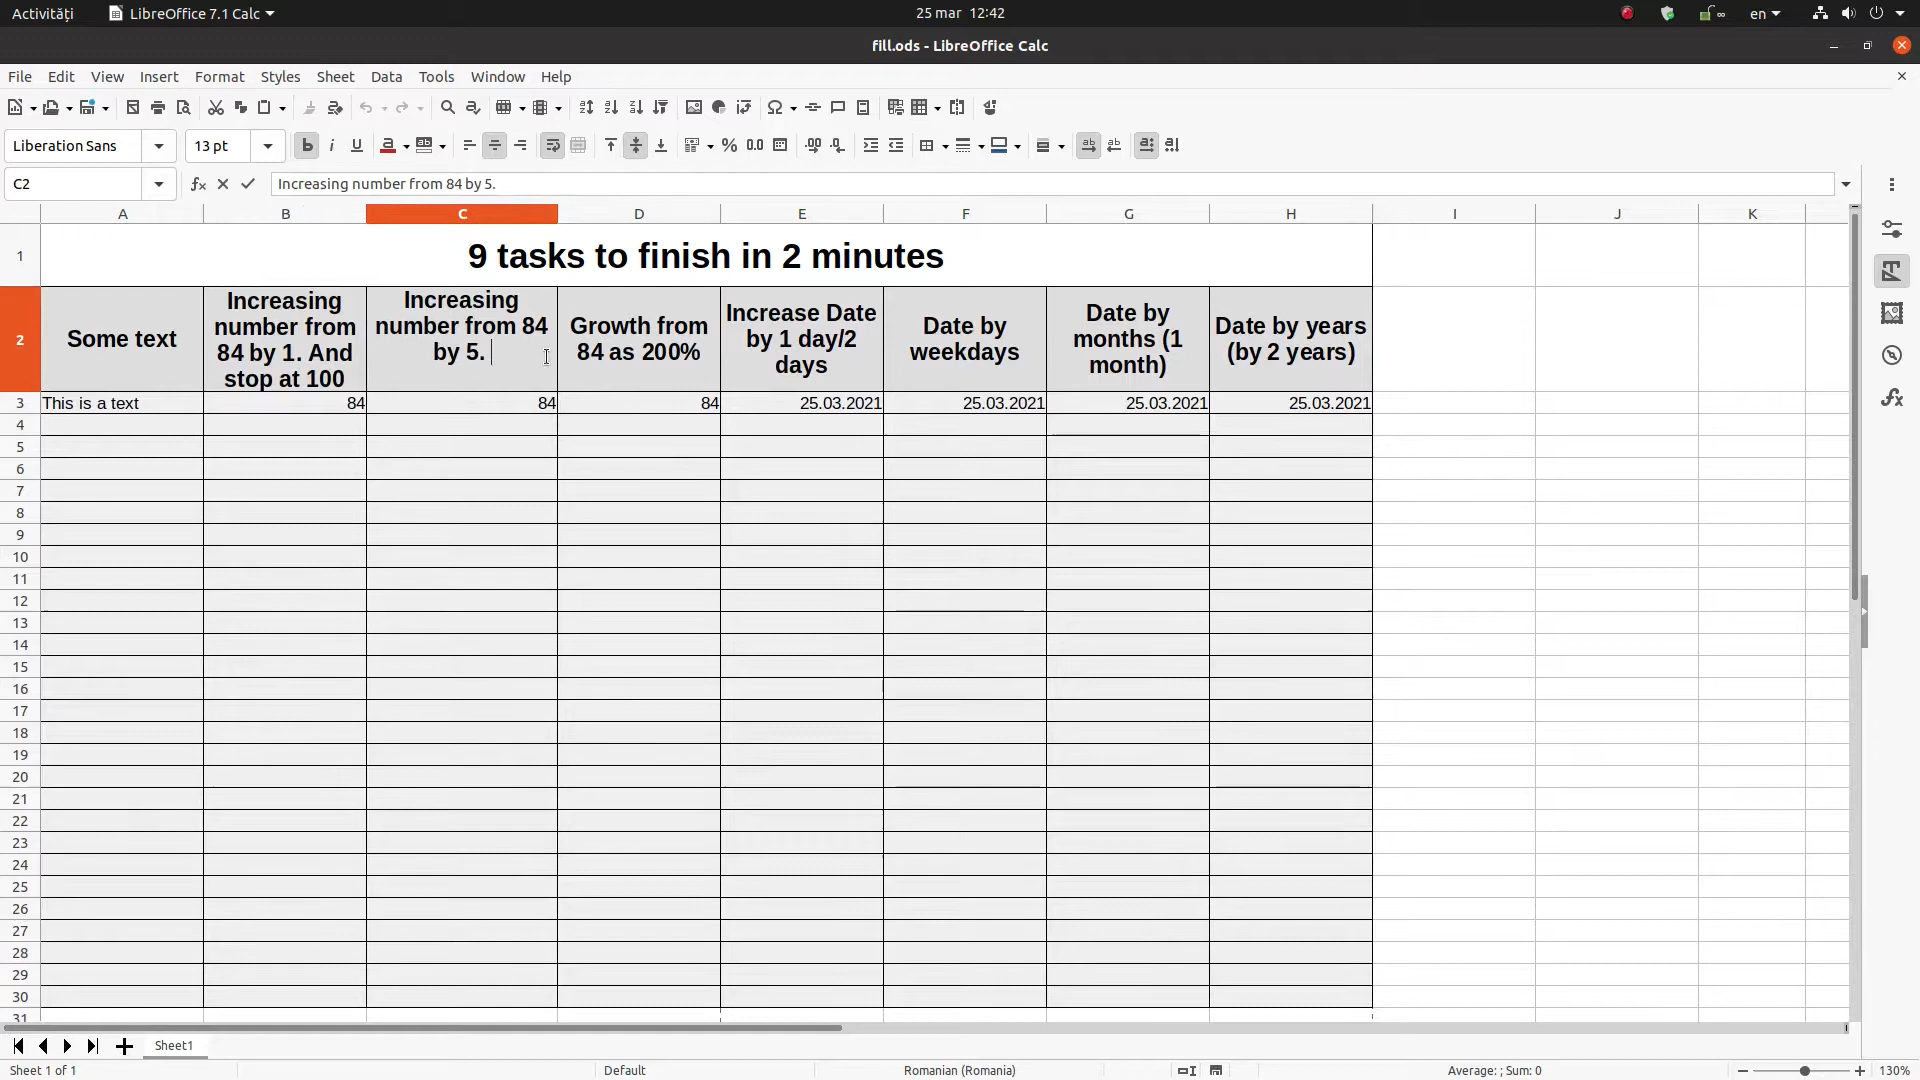 Activități LibreOffice 7.1 Calc 25 mar 12:42 en
fill.ods - LibreOffice Calc
File Edit View Insert Format Styles Sheet Data Tools Window Help
Liberation Sans 13 pt
C2 Increasing number from 84 by 5.
A B C D E F G H I J K
1 9 tasks to finish in 2 minutes
2
Some text
Increasing
number from
84 by 1. And
stop at 100
Increasing
number from 84
by 5.
Growth from
84 as 200%
Increase Date
by 1 day/2
days
Date by
weekdays
Date by
months (1
month)
Date by years
(by 2 years)
3 This is a text 84 84 84 25.03.2021 25.03.2021 25.03.2021 25.03.2021
4
5
6
7
8
9
10
11
12
13
14
15
16
17
18
19
20
21
22
23
24
25
26
27
28
29
30
31
Sheet1
Sheet 1 of 1 Default Romanian (Romania) Average: ; Sum: 0 130%